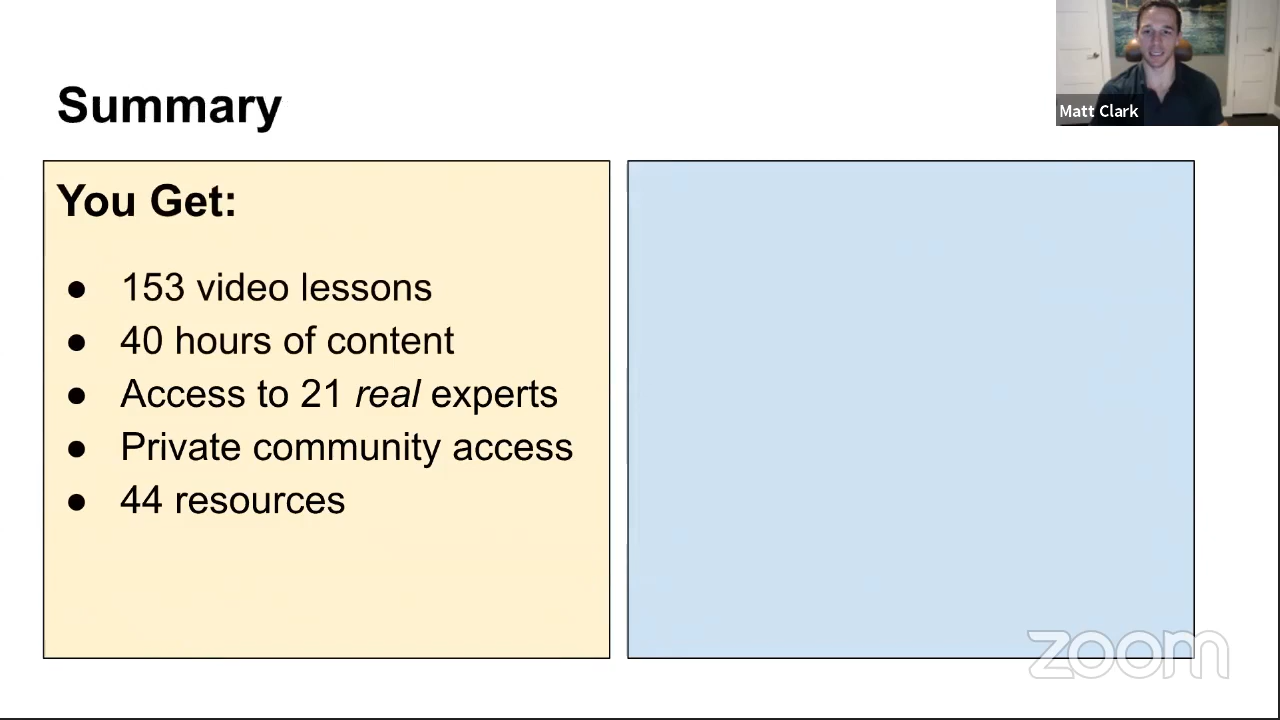 Summary
Matt Clark
You Get:
● 153 video lessons
● 40 hours of content
● Access to 21 real experts
● Private community access
● 44 resources
zoom